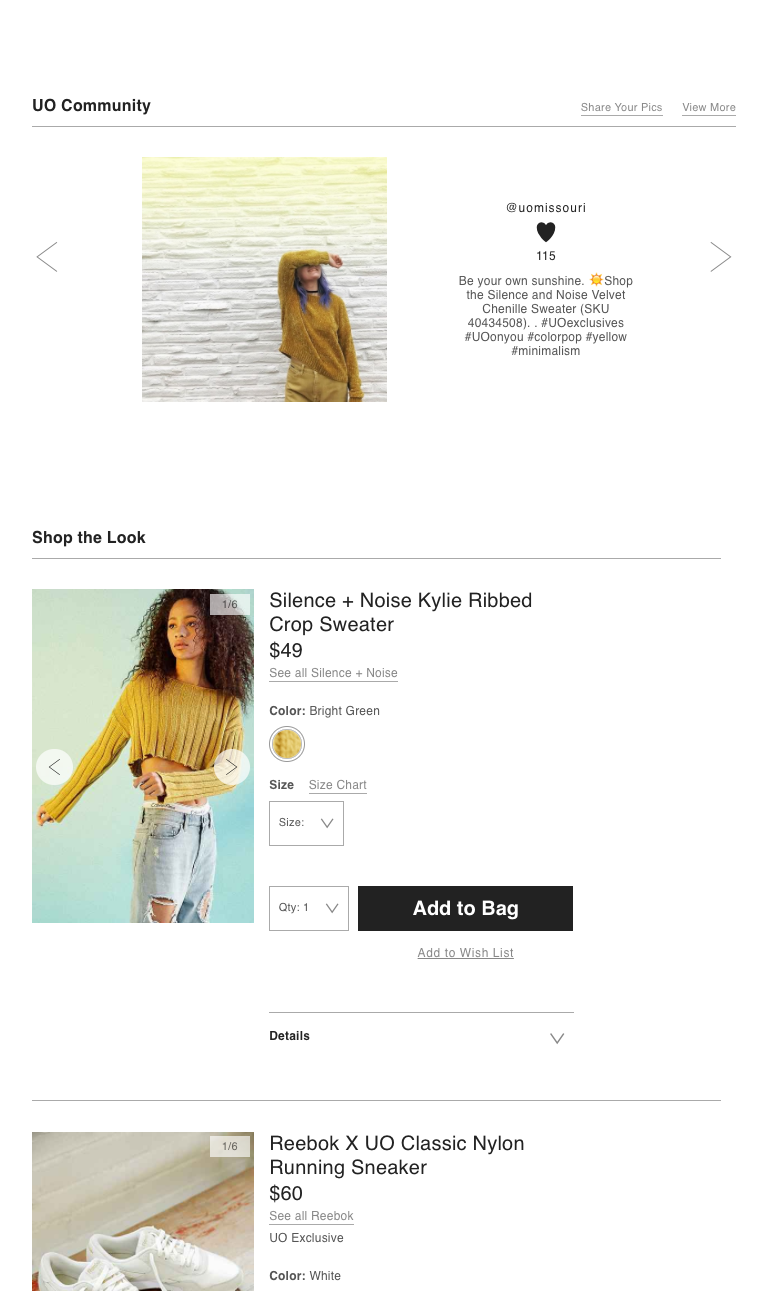 UO Community
Share Your Pics
View More
@uomissouri
115
Be your own sunshine. ☀️Shop
the Silence and Noise Velvet
Chenille Sweater (SKU
40434508). . #UOexclusives
#UOonyou #colorpop #yellow
#minimalism
Shop the Look
1/6
Silence + Noise Kylie Ribbed
Crop Sweater
$49
See all Silence + Noise
Color: Bright Green
Size
Size Chart
Size:
Qty: 1
Add to Bag
Add to Wish List
Details
1/6
Reebok X UO Classic Nylon
Running Sneaker
$60
See all Reebok
UO Exclusive
Color: White